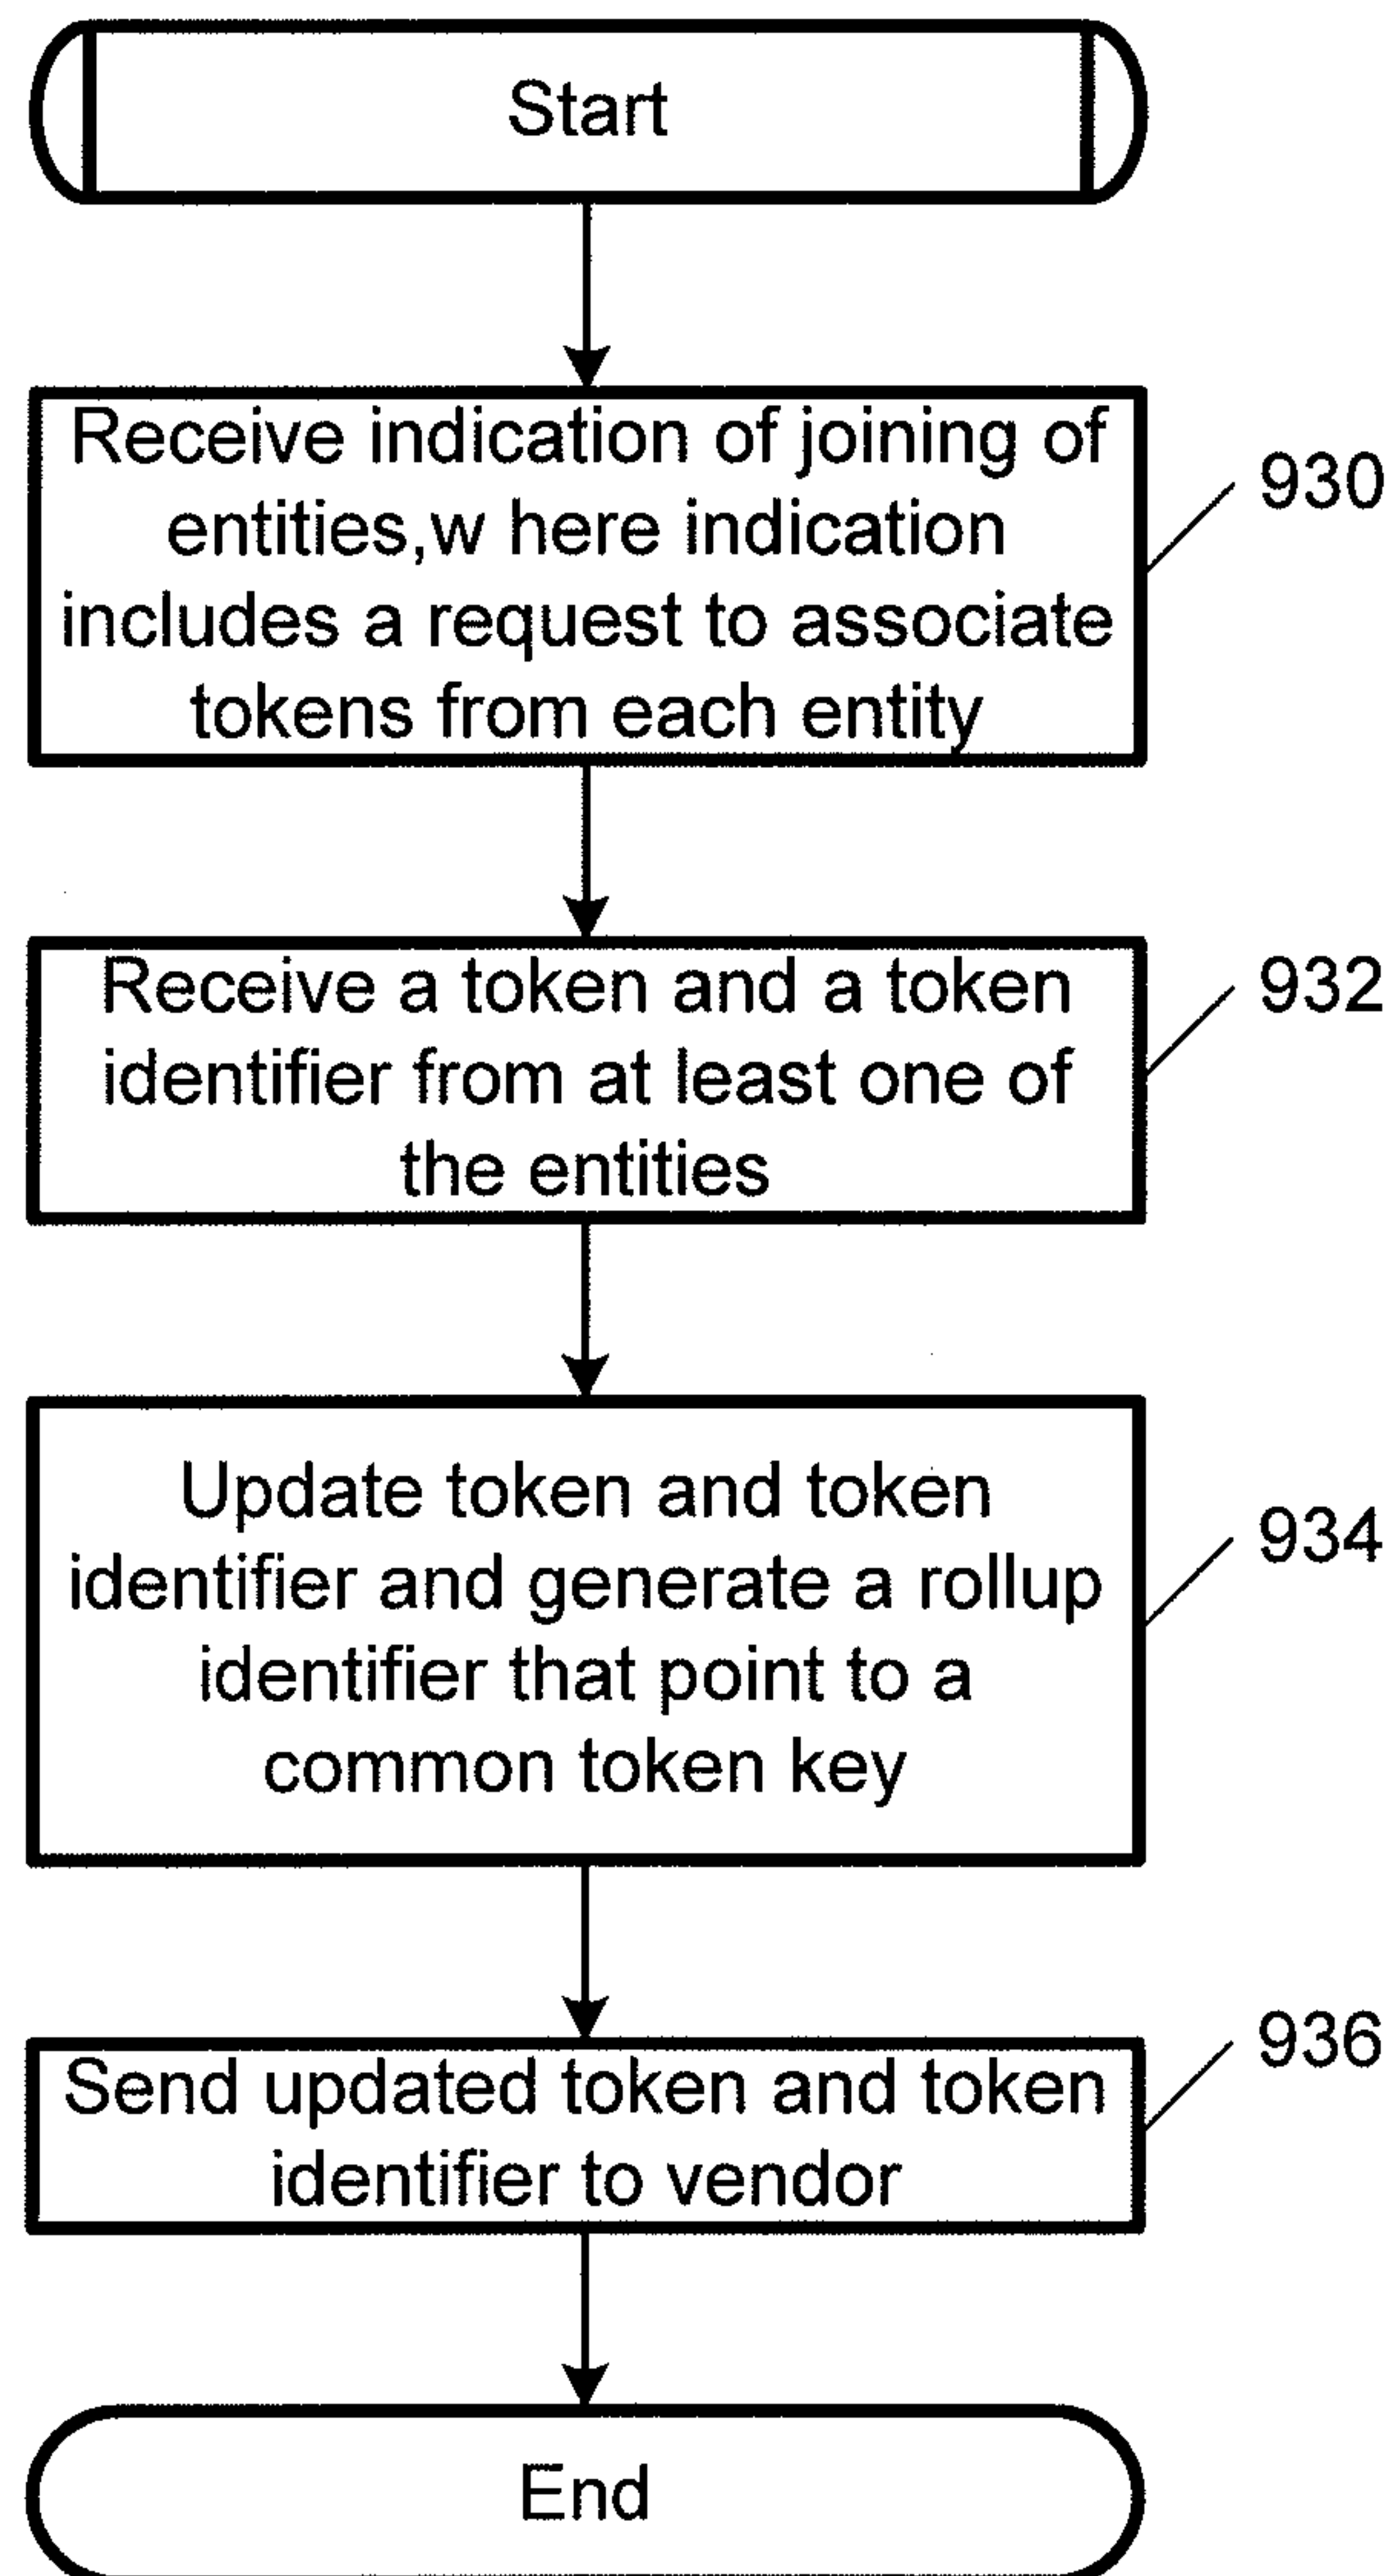 Start
Receive indication of joining of
entities,w here indication
includes a request to associate
tokens from each entity
930
Receive a token and a token
identifier from at least one of
the entities
932
Update token and token
identifier and generate a rollup
identifier that point to a
common token key
934
Send updated token and token
identifier to vendor
936
End